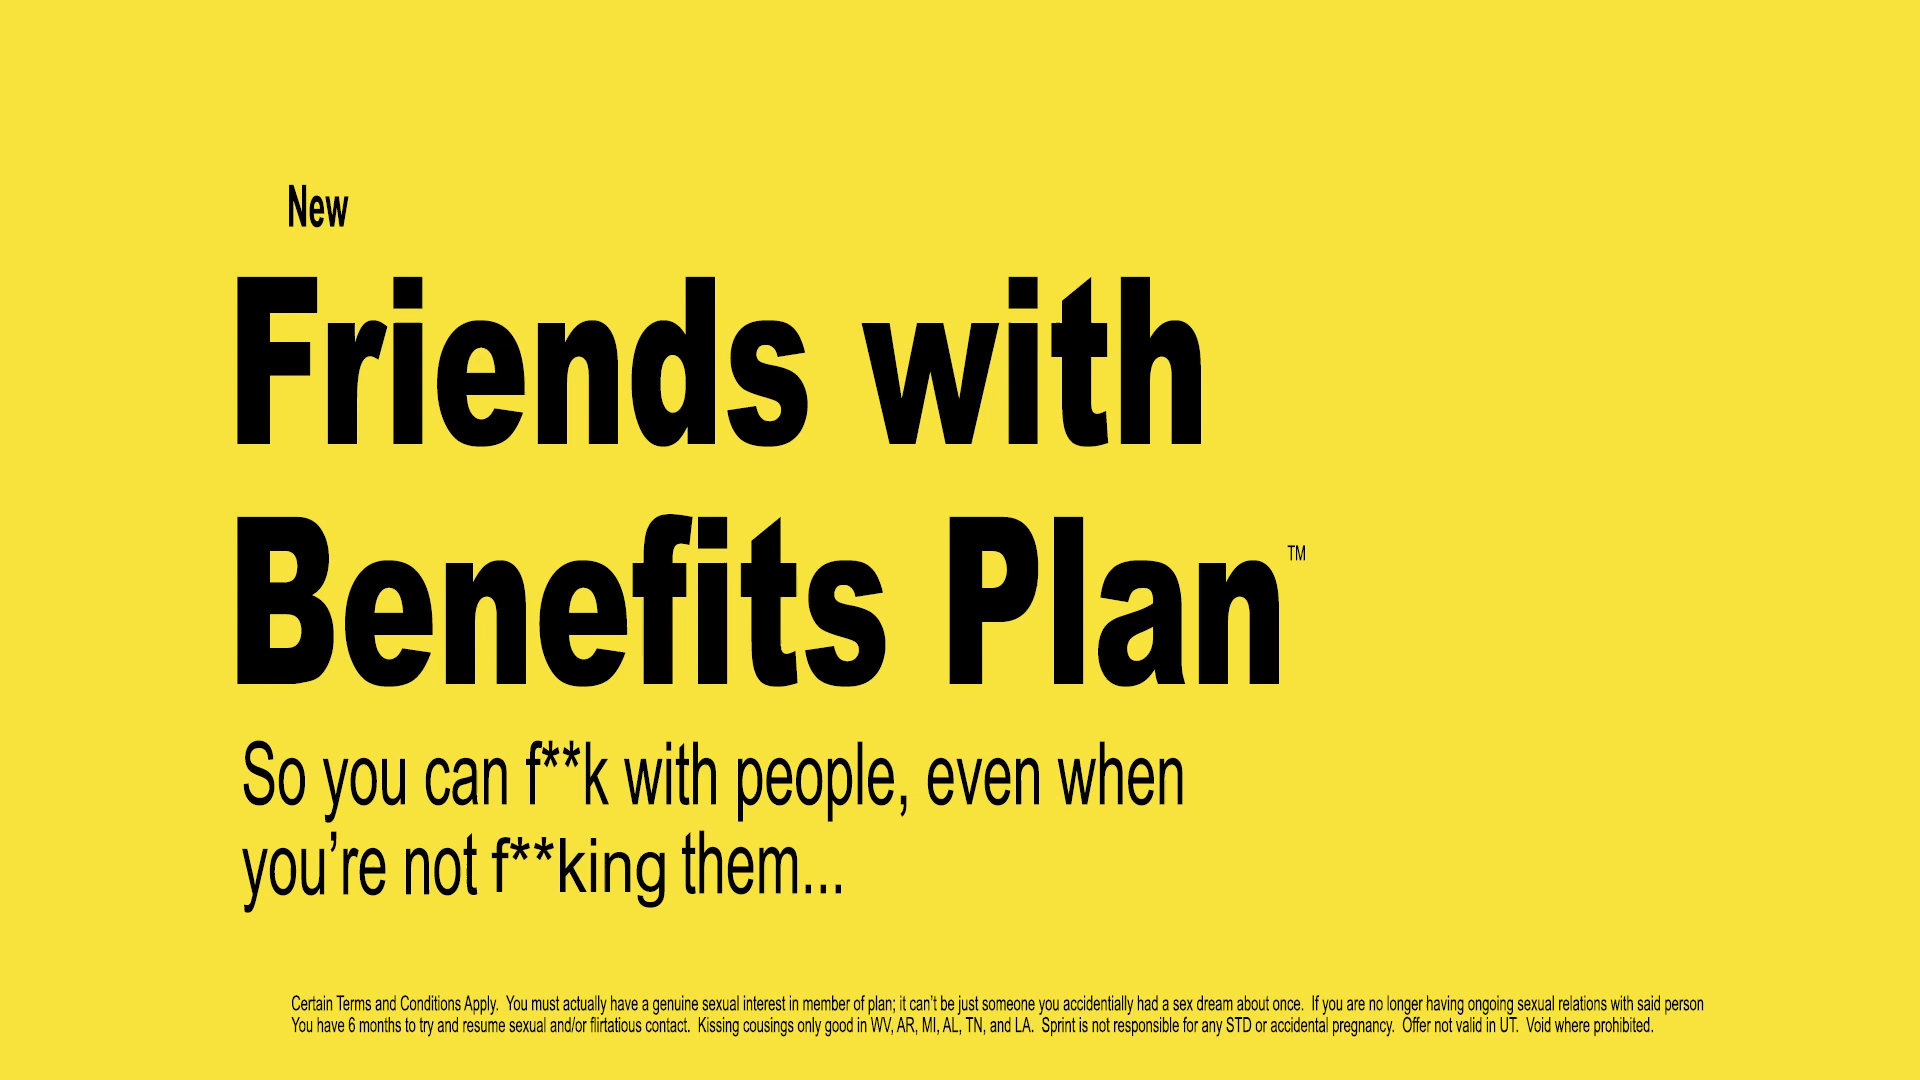 New
Friends with
Benefits Plan™
So you can f**k with people, even when
you're not f**king them...
Certain Terms and Conditions Apply.  You must actually have a genuine sexual interest in member of plan; it can't be just someone you accidentially had a sex dream about once.  If you are no longer having ongoing sexual relations with said person
You have 6 months to try and resume sexual and/or flirtatious contact.  Kissing cousings only good in WV, AR, MI, AL, TN, and LA.  Sprint is not responsible for any STD or accidental pregnancy.  Offer not valid in UT.  Void where prohibited.